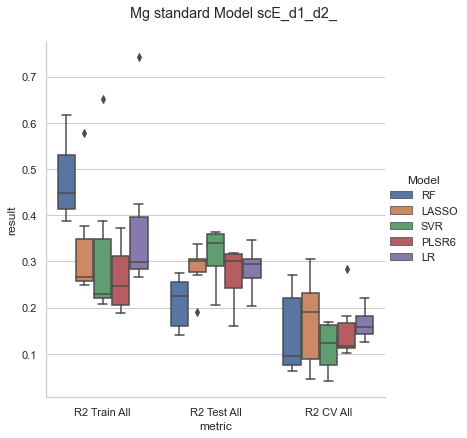 Mg standard Model scE_d1_d2_
0.7
0.6
0.5
0.4
0.3
0.2
0.1
result
R2 Train All
R2 Test All
R2 CV All
metric
Model
RF
LASSO
SVR
PLSR6
LR